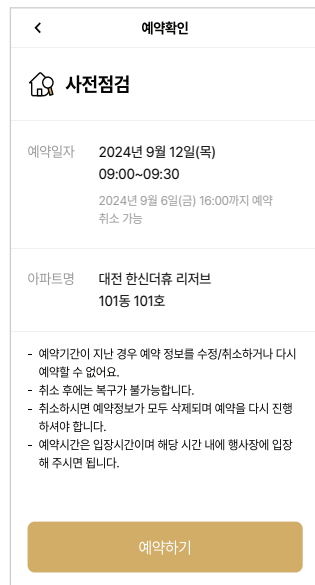 예약확인
사전점검
예약일자
2024년 9월 12일(목)
09:00~09:30
2024년 9월 6일(금) 16:00까지 예약
취소 가능
아파트명
대전 한신더휴 리저브
101동 101호
- 예약기간이 지난 경우 예약 정보를 수정/취소하거나 다시
예약할 수 없어요.
- 취소 후에는 복구가 불가능합니다.
- 취소하시면 예약정보가 모두 삭제되며 예약을 다시 진행
하셔야 합니다.
- 예약시간은 입장시간이며 해당 시간 내에 행사장에 입장
해 주시면 됩니다.
예약하기